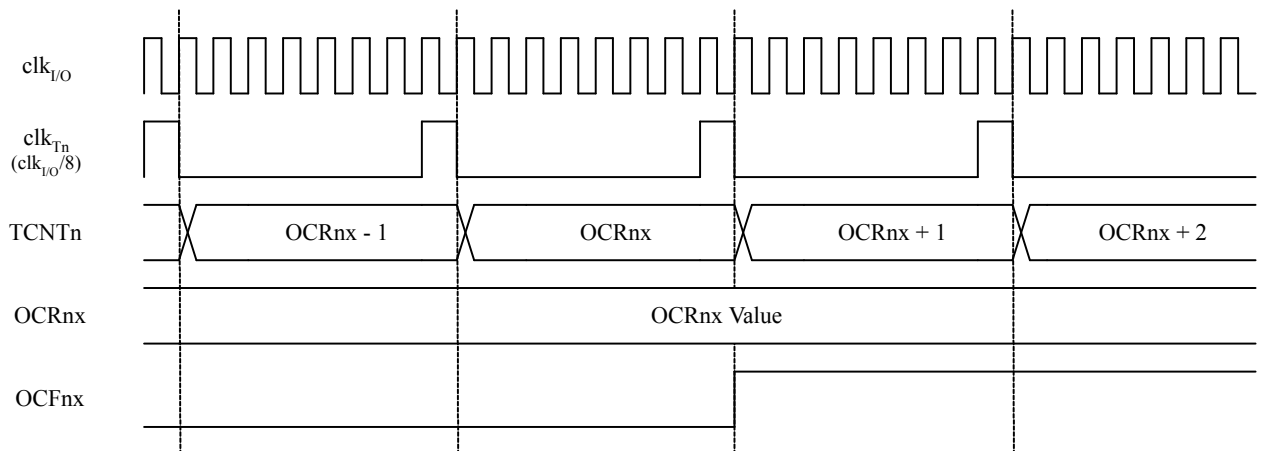 clkI/O
clkTn
(clkI/O/8)
TCNTn
OCRnx - 1
OCRnx
OCRnx + 1
OCRnx + 2
OCRnx
OCRnx Value
OCFnx